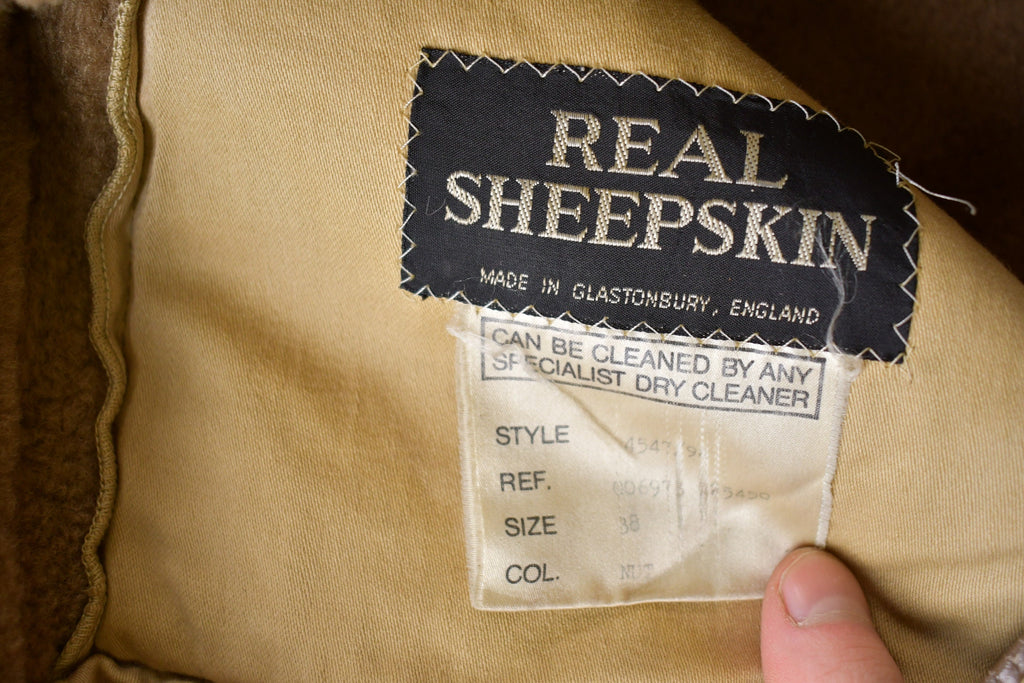 REAL
SHEEPSKIN
MADE IN GLASTONBURY, ENGLAND
CAN BE CLEANED BY ANY
SPECIALIST DRY CLEANER
STYLE
REF.
SIZE 38
COL. NUT